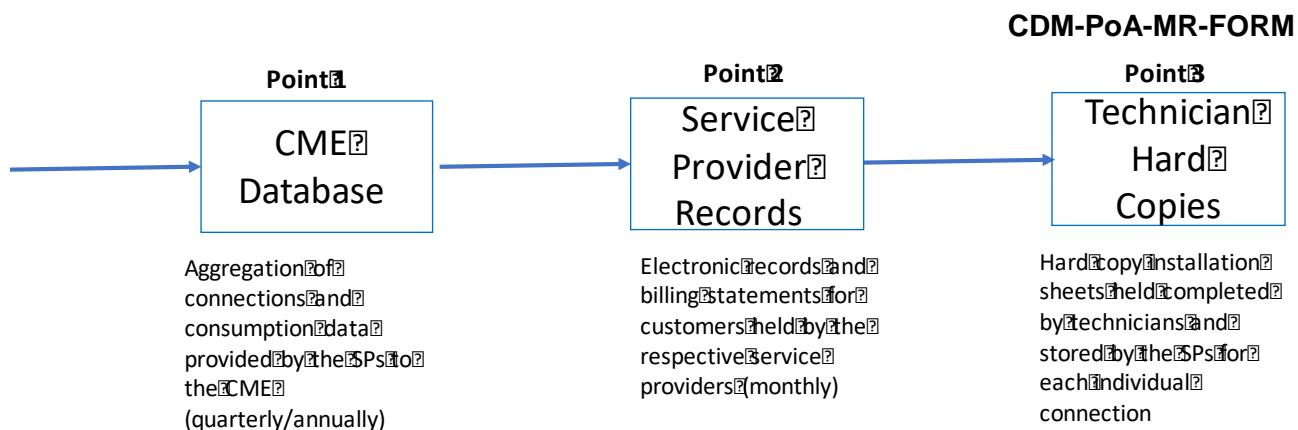 CDM-PoA-MR-FORM
Point 1
CME
Database
Aggregation of
connections and
consumption data
provided by the SPs to
the CME
(quarterly/annually)
Point 2
Service
Provider
Records
Electronic records and
billing statements for
customers held by the
respective service
providers (monthly)
Point 3
Technician
Hard
Copies
Hard copy installation
sheets held completed
by technicians and
stored by the SPs for
each individual
connection